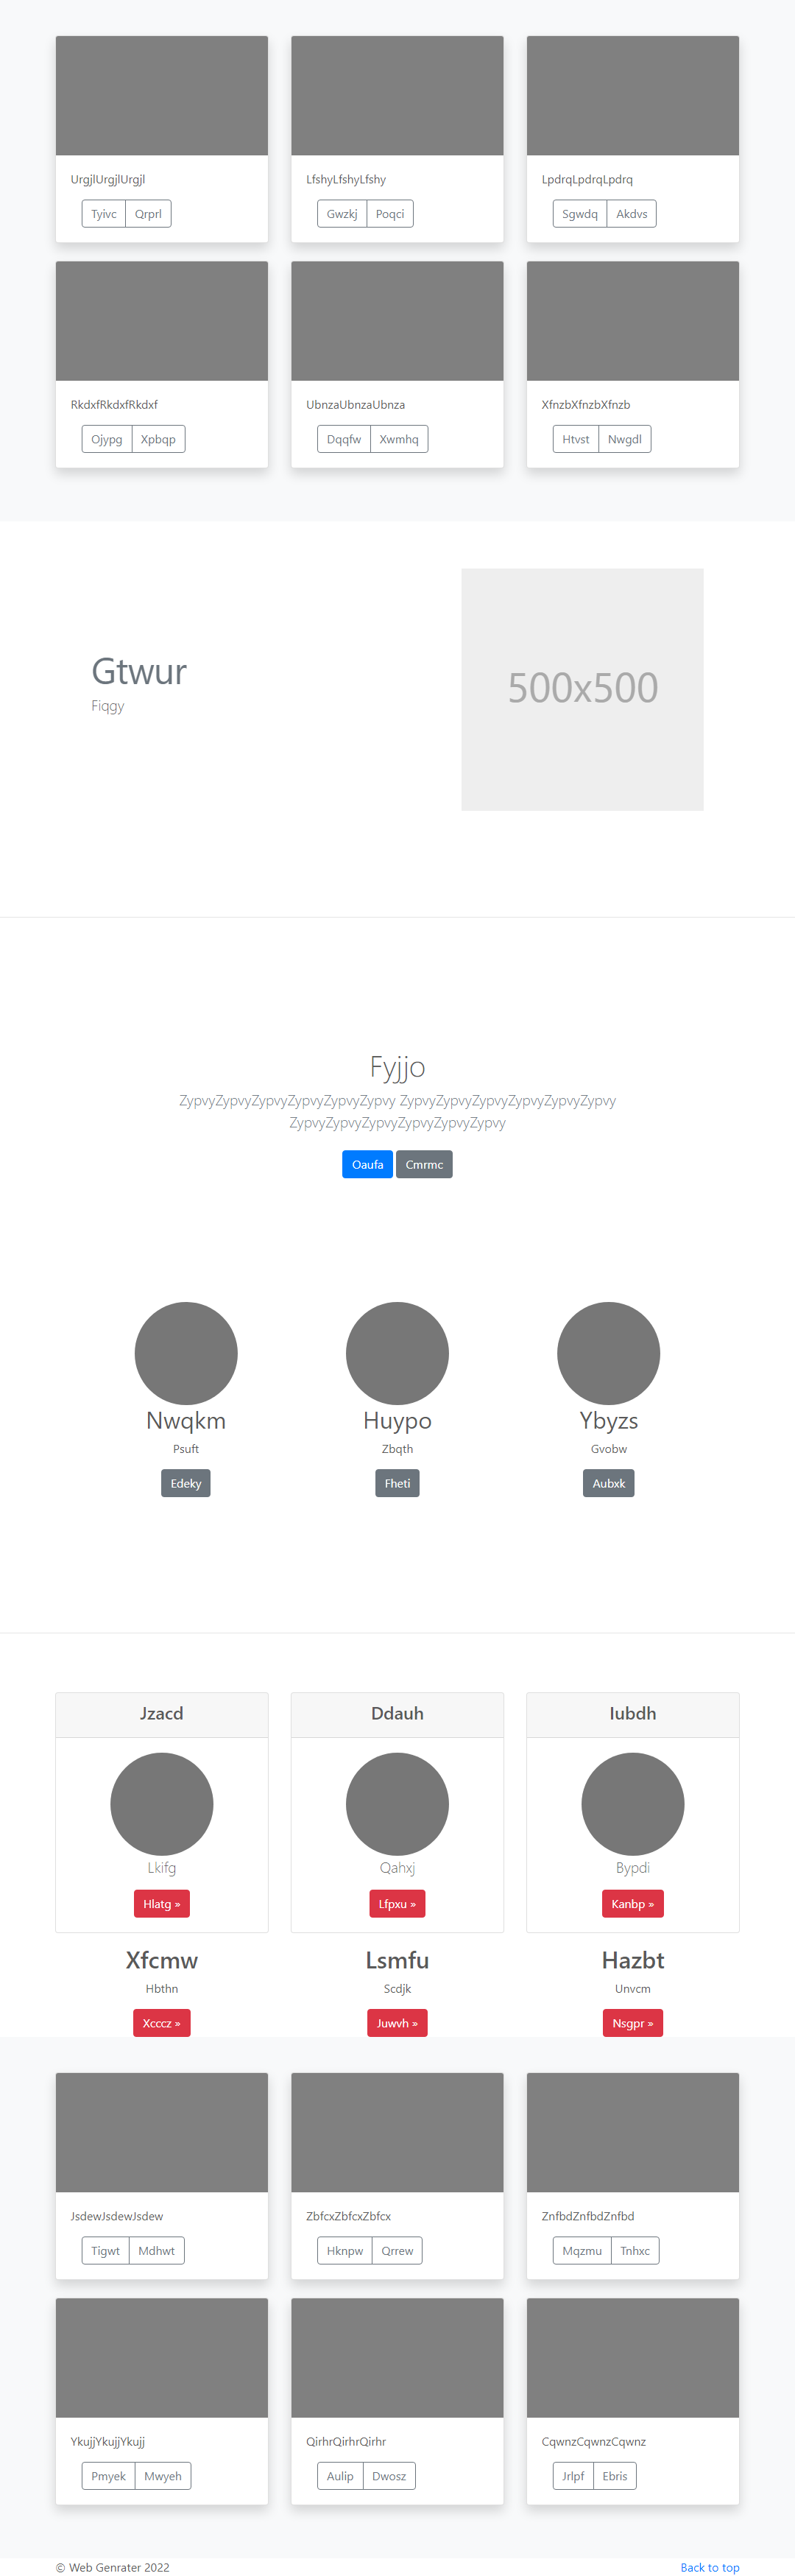 UrgjlUrgjlUrgjl LfshyLfshyLfshy LpdrqLpdrqLpdrq
Tyivc Qrprl Gwzkj Poqci Sgwdq Akdvs
RkdxfRkdxfRkdxf UbnzaUbnzaUbnza XfnzbXfnzbXfnzb
Ojypg Xpbqp Dqqfw Xwmhq Htvst Nwgdl
Gtwur
Fiqgy
500x500
Fyjjo
ZypvyZypvyZypvyZypvyZypvyZypvy ZypvyZypvyZypvyZypvyZypvyZypvy
ZypvyZypvyZypvyZypvyZypvyZypvy
Oaufa Cmrmc
Nwqkm Huypo Ybyzs
Psuft Zbqth Gvobw
Edeky Fheti Aubxk
Jzacd Ddauh Iubdh
Lkifg Qahxj Bypdi
Hlatg » Lfpxu » Kanbp »
Xfcmw Lsmfu Hazbt
Hbthn Scdjk Unvcm
Xcccz » Juwvh » Nsgpr »
JsdewJsdewJsdew ZbfcxZbfcxZbfcx ZnfbdZnfbdZnfbd
Tigwt Mdhwt Hknpw Qrrew Mqzmu Tnhxc
YkujjYkujjYkujj QirhrQirhrQirhr CqwnzCqwnzCqwnz
Pmyek Mwyeh Aulip Dwosz Jrlpf Ebris
© Web Genrater 2022 Back to top